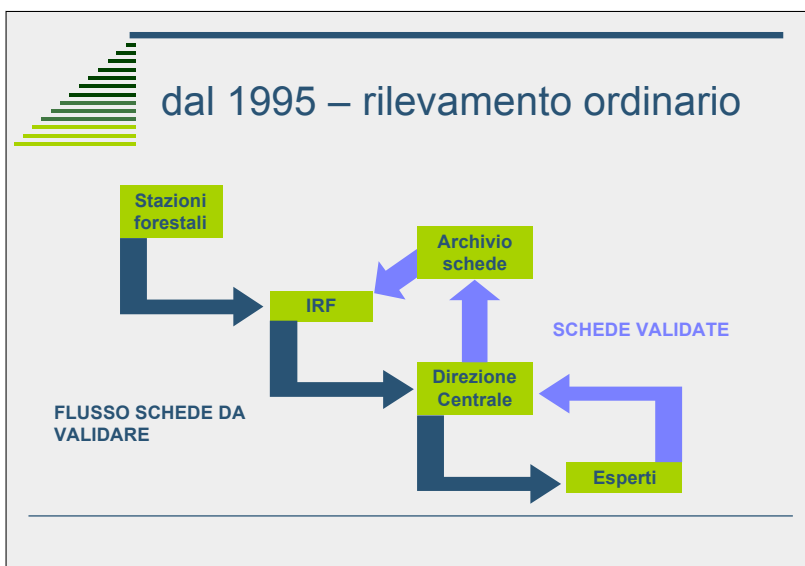 dal 1995 – rilevamento ordinario
Stazioni
forestali
Archivio
schede
IRF
SCHEDE VALIDATE
Direzione
Centrale
FLUSSO SCHEDE DA
VALIDARE
Esperti